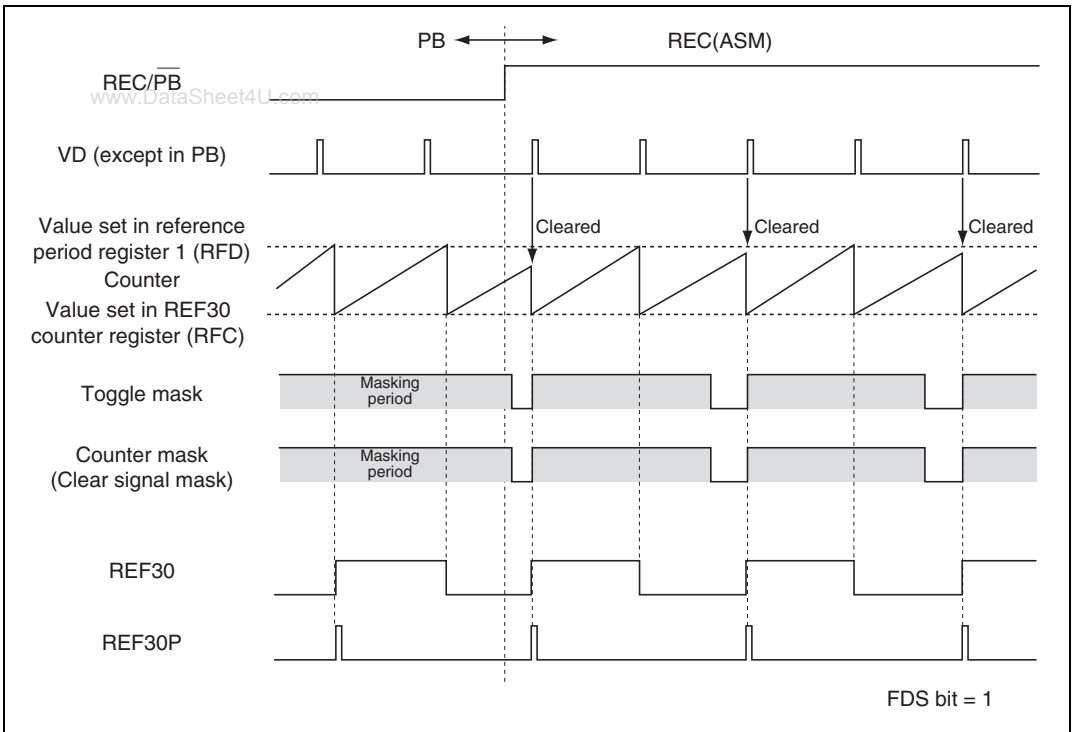 PB
REC(ASM)
REC/PB
www.DataSheet4U.com
VD (except in PB)
Value set in reference
period register 1 (RFD)
Counter
Value set in REF30
counter register (RFC)
Cleared
Cleared
Cleared
Toggle mask
Masking
period
Counter mask
(Clear signal mask)
Masking
period
REF30
REF30P
FDS bit = 1